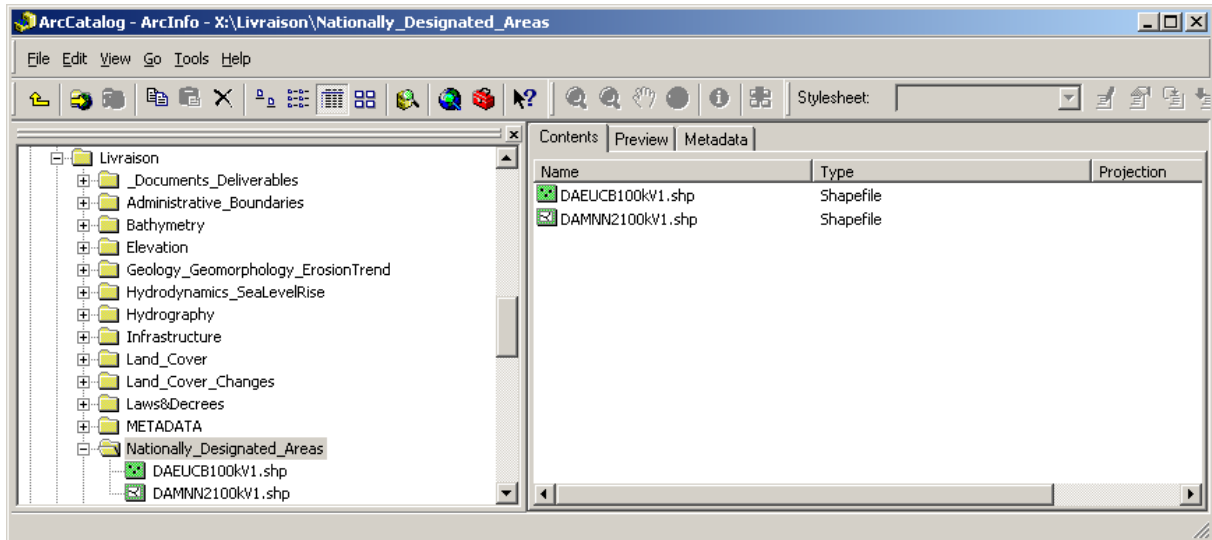 ArcCatalog - ArcInfo - X:\Livraison\Nationally_Designated_Areas
File Edit View Go Tools Help
Stylesheet:
Livraison
_Documents_Deliverables
Administrative_Boundaries
Bathymetry
Elevation
Geology_Geomorphology_ErosionTrend
Hydrodynamics_SeaLevelRise
Hydrography
Infrastructure
Land_Cover
Land_Cover_Changes
Laws&Decrees
METADATA
Nationally_Designated_Areas
DAEUCB100kV1.shp
DAMNN2100kV1.shp
Contents Preview Metadata
Name Type Projection
DAEUCB100kV1.shp Shapefile
DAMNN2100kV1.shp Shapefile